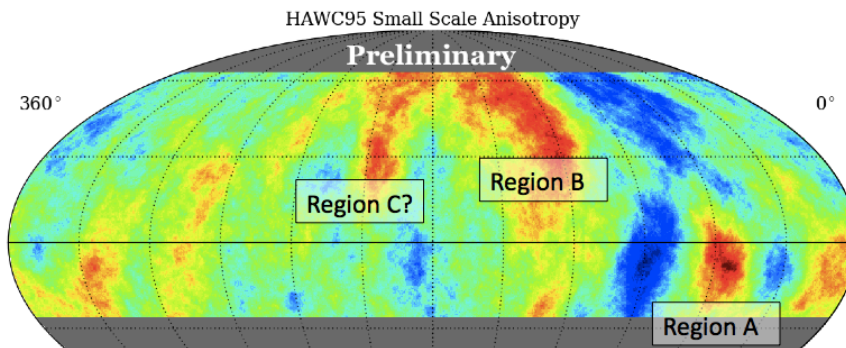 HAWC95 Small Scale Anisotropy
Preliminary
360°
0°
Region C?
Region B
Region A